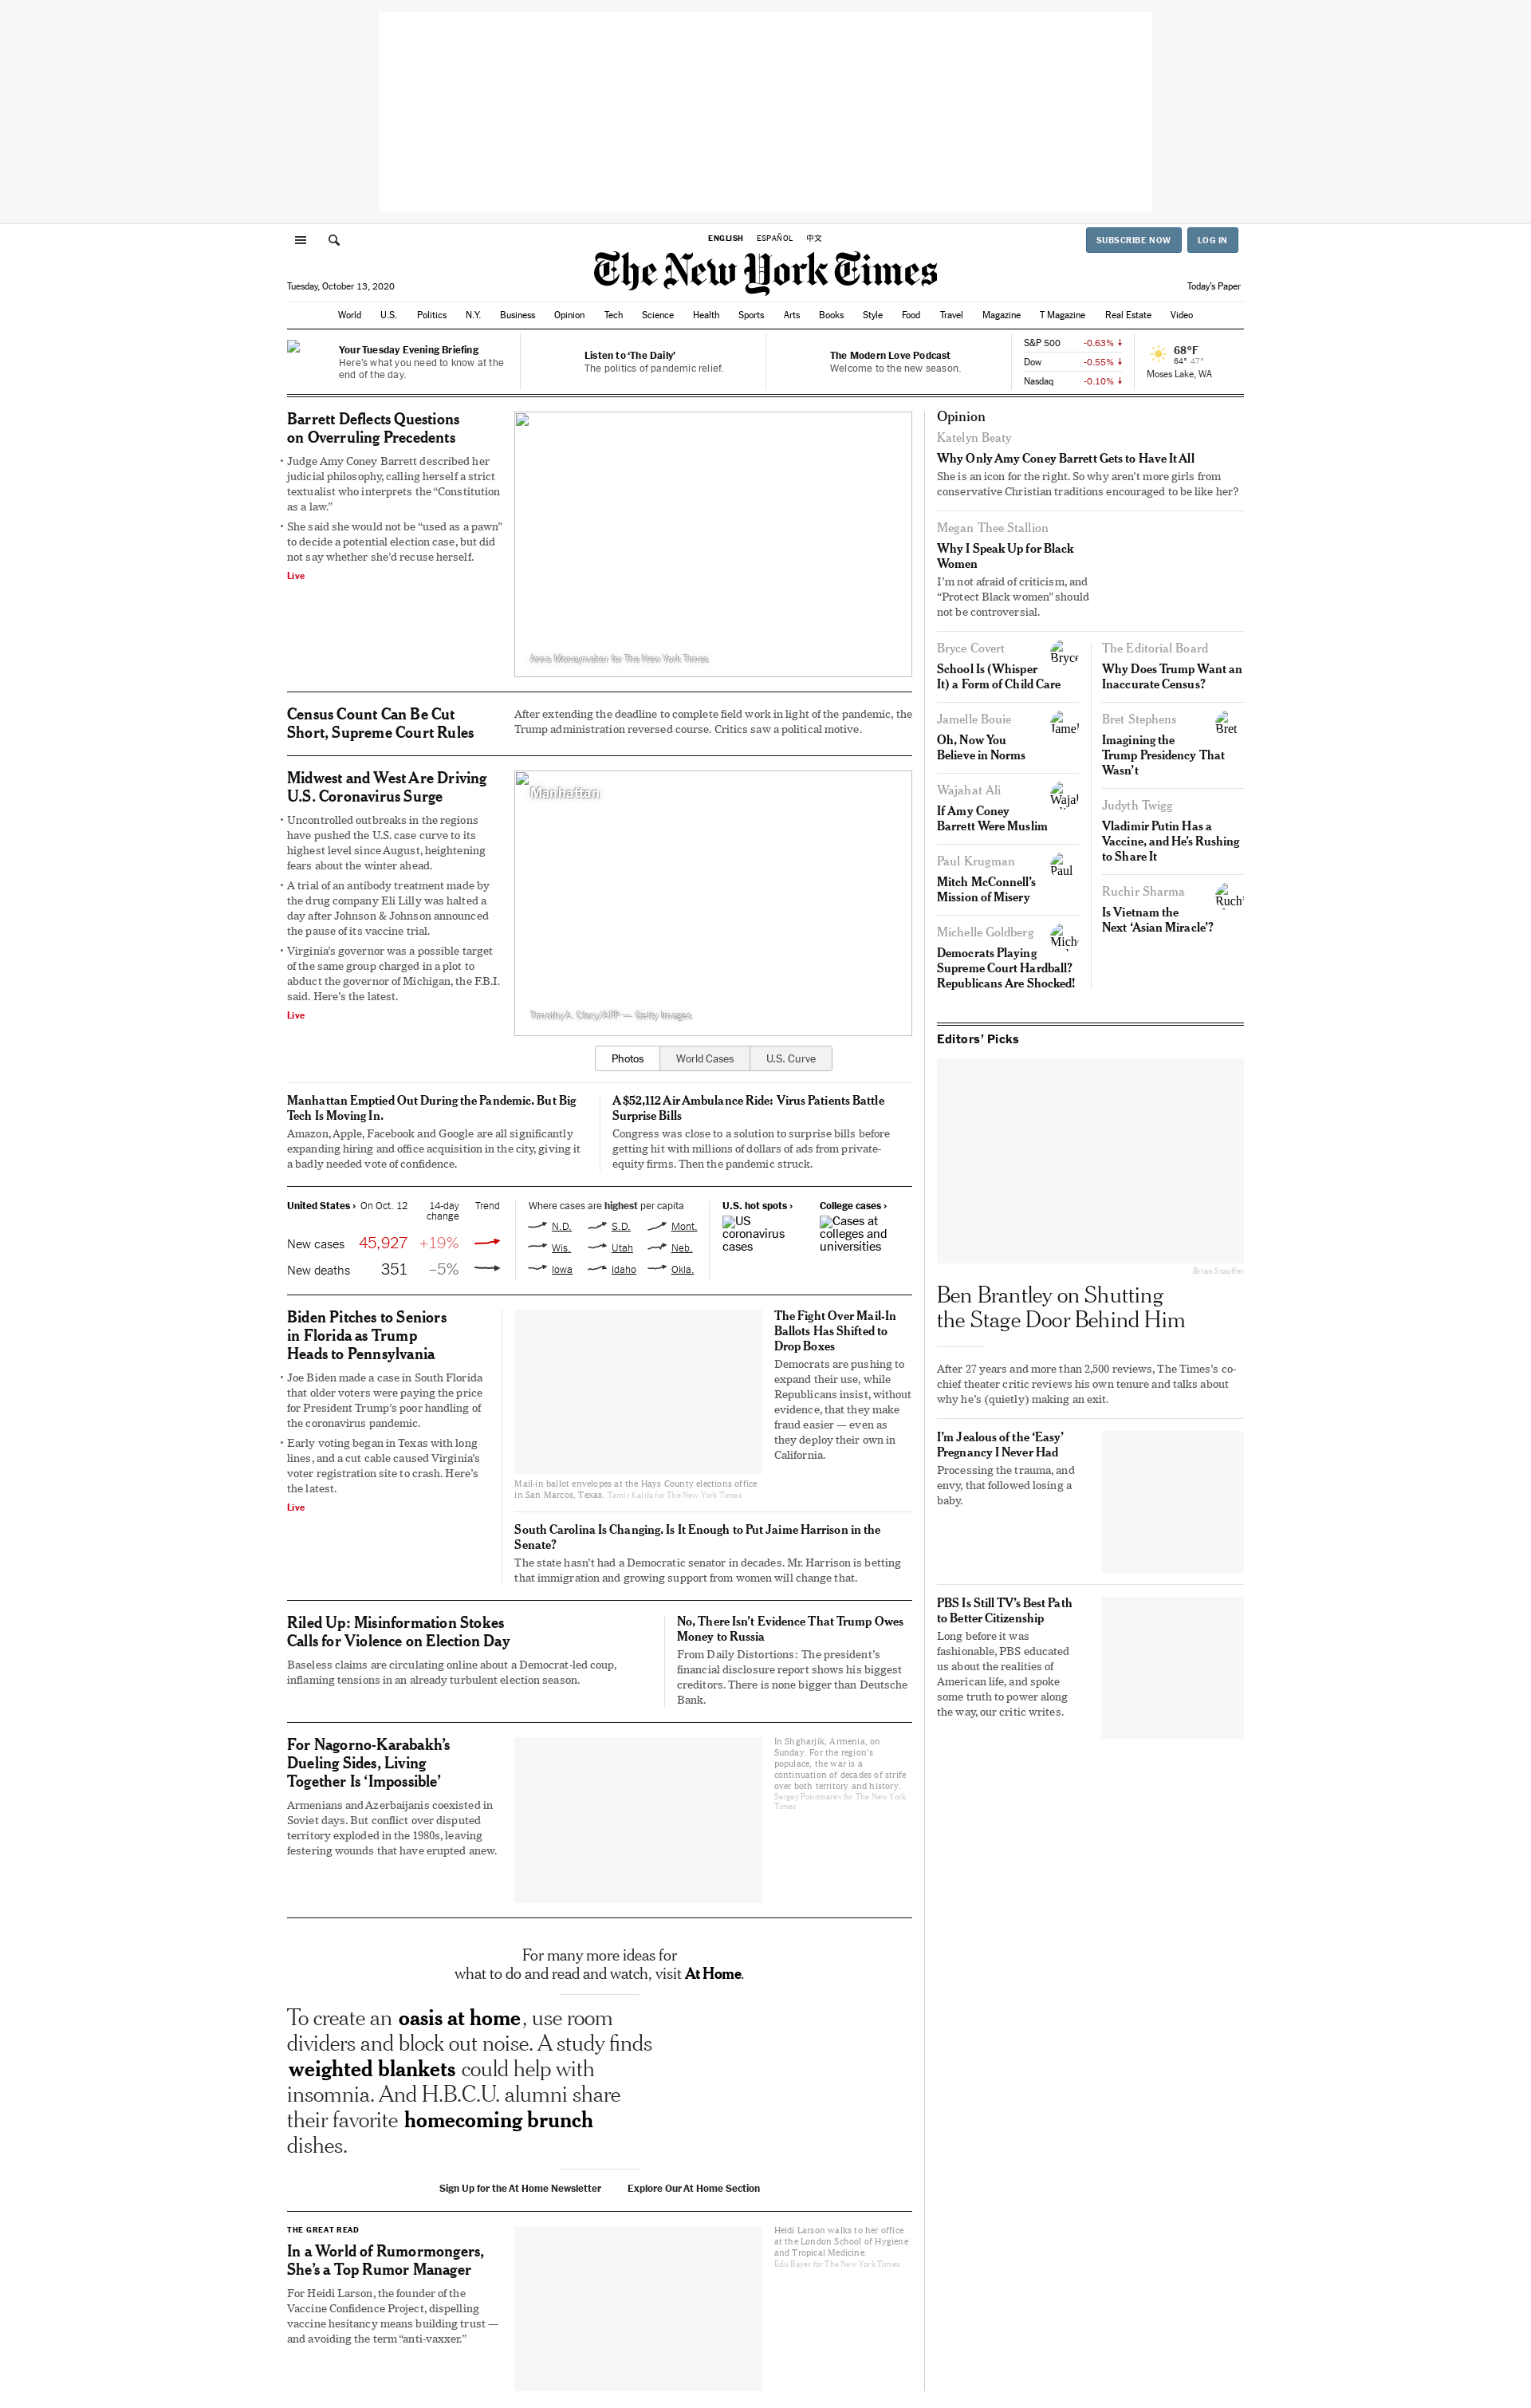 ENGLISH ESPAÑOL 中文
SUBSCRIBE NOW LOG IN
The New York Times
Tuesday, October 13, 2020
Today's Paper
World U.S. Politics N.Y. Business Opinion Tech Science Health Sports Arts Books Style Food Travel Magazine T Magazine Real Estate Video
Your Tuesday Evening Briefing
Here's what you need to know at the
end of the day.
Listen to 'The Daily'
The politics of pandemic relief.
The Modern Love Podcast
Welcome to the new season.
S&P 500 -0.63% ↓
Dow -0.55% ↓
Nasdaq -0.10% ↓
68°F
64° 47°
Moses Lake, WA
Barrett Deflects Questions
on Overruling Precedents
• Judge Amy Coney Barrett described her
judicial philosophy, calling herself a strict
textualist who interprets the “Constitution
as a law.”
• She said she would not be “used as a pawn”
to decide a potential election case, but did
not say whether she’d recuse herself.
Live
Anna Moneymaker for The New York Times
Census Count Can Be Cut
Short, Supreme Court Rules
After extending the deadline to complete field work in light of the pandemic, the
Trump administration reversed course. Critics saw a political motive.
Midwest and West Are Driving
U.S. Coronavirus Surge
• Uncontrolled outbreaks in the regions
have pushed the U.S. case curve to its
highest level since August, heightening
fears about the winter ahead.
• A trial of an antibody treatment made by
the drug company Eli Lilly was halted a
day after Johnson & Johnson announced
the pause of its vaccine trial.
• Virginia’s governor was a possible target
of the same group charged in a plot to
abduct the governor of Michigan, the F.B.I.
said. Here’s the latest.
Live
Manhattan
Timothy A. Clary/AFP — Getty Images
Photos World Cases U.S. Curve
Manhattan Emptied Out During the Pandemic. But Big
Tech Is Moving In.
Amazon, Apple, Facebook and Google are all significantly
expanding hiring and office acquisition in the city, giving it
a badly needed vote of confidence.
A $52,112 Air Ambulance Ride: Virus Patients Battle
Surprise Bills
Congress was close to a solution to surprise bills before
getting hit with millions of dollars of ads from private-
equity firms. Then the pandemic struck.
United States › On Oct. 12 14-day
change Trend
New cases 45,927 +19%
New deaths 351 –5%
Where cases are highest per capita
N.D. S.D. Mont.
Wis. Utah Neb.
Iowa Idaho Okla.
U.S. hot spots ›
US
coronavirus
cases
College cases ›
Cases at
colleges and
universities
Biden Pitches to Seniors
in Florida as Trump
Heads to Pennsylvania
• Joe Biden made a case in South Florida
that older voters were paying the price
for President Trump’s poor handling of
the coronavirus pandemic.
• Early voting began in Texas with long
lines, and a cut cable caused Virginia’s
voter registration site to crash. Here’s
the latest.
Live
Mail-in ballot envelopes at the Hays County elections office
in San Marcos, Texas. Tamir Kalifa for The New York Times
The Fight Over Mail-In
Ballots Has Shifted to
Drop Boxes
Democrats are pushing to
expand their use, while
Republicans insist, without
evidence, that they make
fraud easier — even as
they deploy their own in
California.
South Carolina Is Changing. Is It Enough to Put Jaime Harrison in the
Senate?
The state hasn’t had a Democratic senator in decades. Mr. Harrison is betting
that immigration and growing support from women will change that.
Riled Up: Misinformation Stokes
Calls for Violence on Election Day
Baseless claims are circulating online about a Democrat-led coup,
inflaming tensions in an already turbulent election season.
No, There Isn’t Evidence That Trump Owes
Money to Russia
From Daily Distortions: The president’s
financial disclosure report shows his biggest
creditors. There is none bigger than Deutsche
Bank.
For Nagorno-Karabakh’s
Dueling Sides, Living
Together Is ‘Impossible’
Armenians and Azerbaijanis coexisted in
Soviet days. But conflict over disputed
territory exploded in the 1980s, leaving
festering wounds that have erupted anew.
In Shgharjik, Armenia, on
Sunday. For the region’s
populace, the war is a
continuation of decades of strife
over both territory and history.
Sergey Ponomarev for The New York
Times
For many more ideas for
what to do and read and watch, visit At Home.
To create an oasis at home, use room
dividers and block out noise. A study finds
weighted blankets could help with
insomnia. And H.B.C.U. alumni share
their favorite homecoming brunch
dishes.
Sign Up for the At Home Newsletter Explore Our At Home Section
THE GREAT READ
In a World of Rumormongers,
She’s a Top Rumor Manager
For Heidi Larson, the founder of the
Vaccine Confidence Project, dispelling
vaccine hesitancy means building trust —
and avoiding the term “anti-vaxxer.”
Heidi Larson walks to her office
at the London School of Hygiene
and Tropical Medicine.
Edu Bayer for The New York Times
Opinion
Katelyn Beaty
Why Only Amy Coney Barrett Gets to Have It All
She is an icon for the right. So why aren’t more girls from
conservative Christian traditions encouraged to be like her?
Megan Thee Stallion
Why I Speak Up for Black
Women
I’m not afraid of criticism, and
“Protect Black women” should
not be controversial.
Bryce Covert
Bryce
School Is (Whisper
It) a Form of Child Care
Jamelle Bouie
Oh, Now You
Believe in Norms
Wajahat Ali
If Amy Coney
Barrett Were Muslim
Paul Krugman
Paul
Mitch McConnell’s
Mission of Misery
Michelle Goldberg
Democrats Playing
Supreme Court Hardball?
Republicans Are Shocked!
The Editorial Board
Why Does Trump Want an
Inaccurate Census?
Bret Stephens
Bret
Imagining the
Trump Presidency That
Wasn’t
Judyth Twigg
Vladimir Putin Has a
Vaccine, and He’s Rushing
to Share It
Ruchir Sharma
Is Vietnam the
Next ‘Asian Miracle’?
Editors’ Picks
Brian Stauffer
Ben Brantley on Shutting
the Stage Door Behind Him
After 27 years and more than 2,500 reviews, The Times’s co-
chief theater critic reviews his own tenure and talks about
why he’s (quietly) making an exit.
I’m Jealous of the ‘Easy’
Pregnancy I Never Had
Processing the trauma, and
envy, that followed losing a
baby.
PBS Is Still TV’s Best Path
to Better Citizenship
Long before it was
fashionable, PBS educated
us about the realities of
American life, and spoke
some truth to power along
the way, our critic writes.